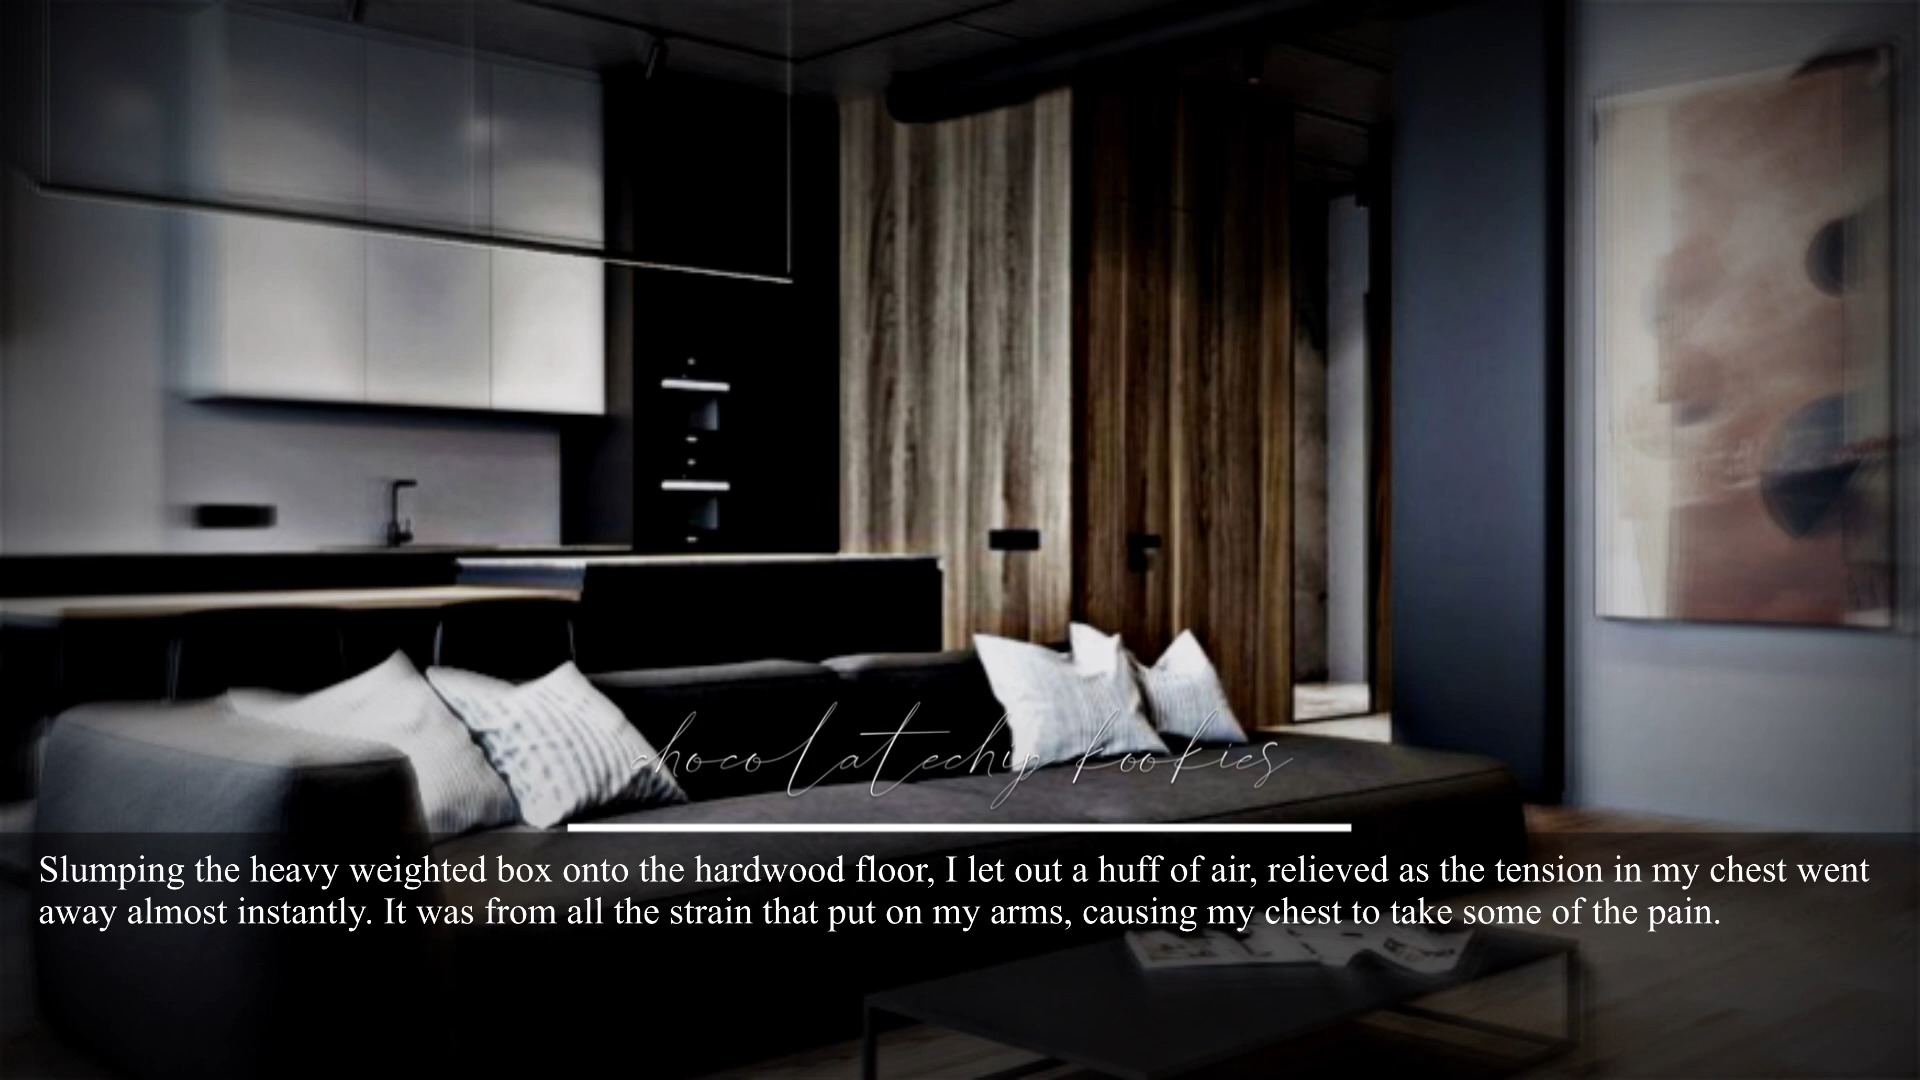 chocolatechip kookies
Slumping the heavy weighted box onto the hardwood floor, I let out a huff of air, relieved as the tension in my chest went
away almost instantly. It was from all the strain that put on my arms, causing my chest to take some of the pain.